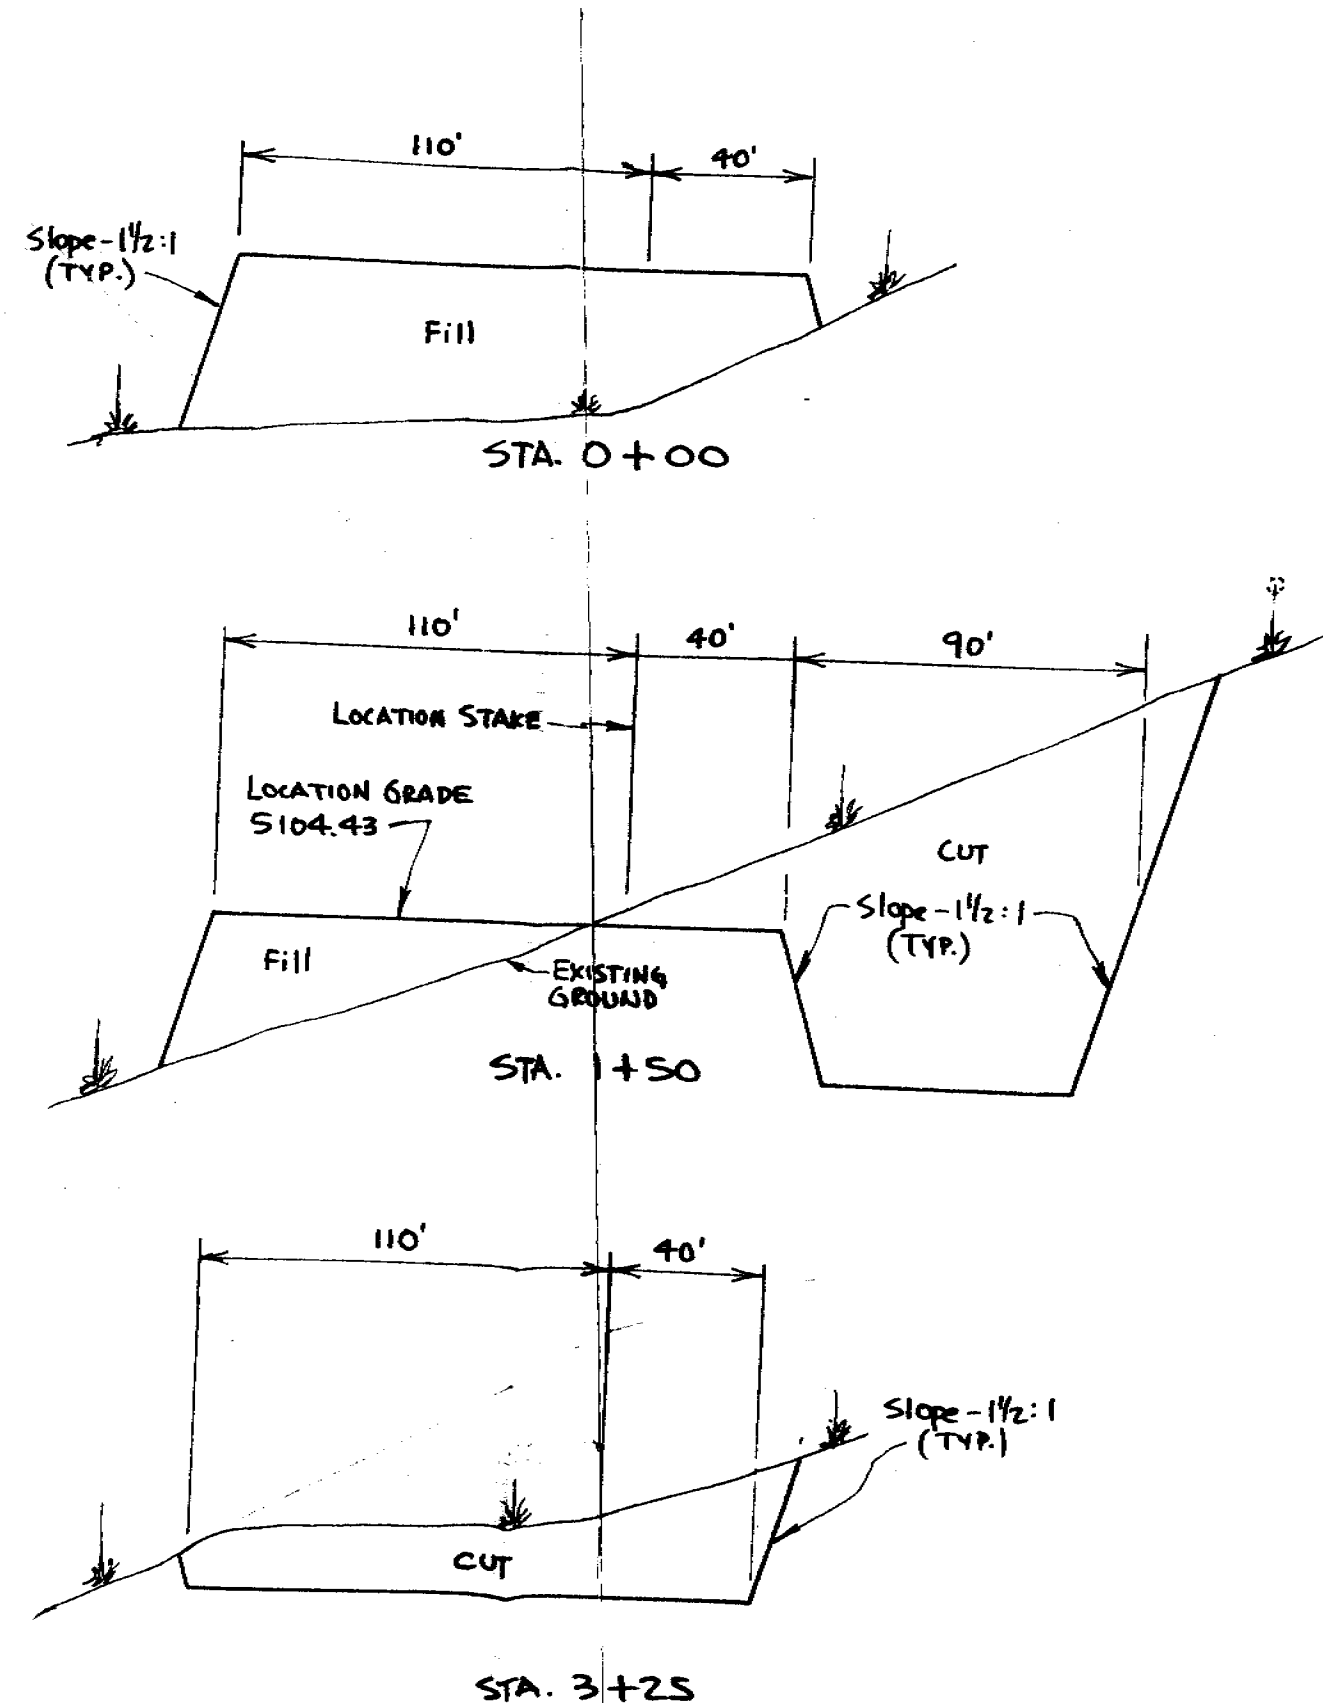 110'
40'
Slope-1½:1
(TYP.)
Fill
STA. 0+00
110'
40'
90'
LOCATION STAKE
LOCATION GRADE
5104.43
CUT
Slope-1½:1
(TYP.)
Fill
EXISTING
GROUND
STA. 1+50
110'
40'
Slope-1½:1
(TYP.)
CUT
STA. 3+25